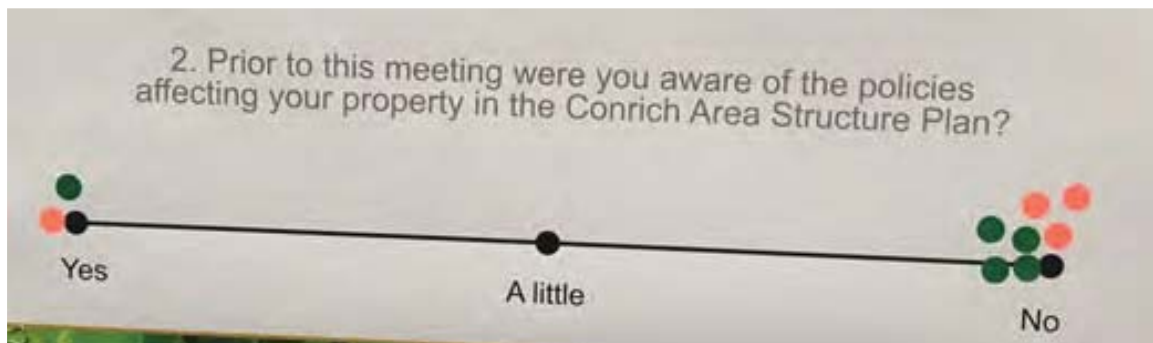 2. Prior to this meeting were you aware of the policies
affecting your property in the Conrich Area Structure Plan?
Yes
A little
No